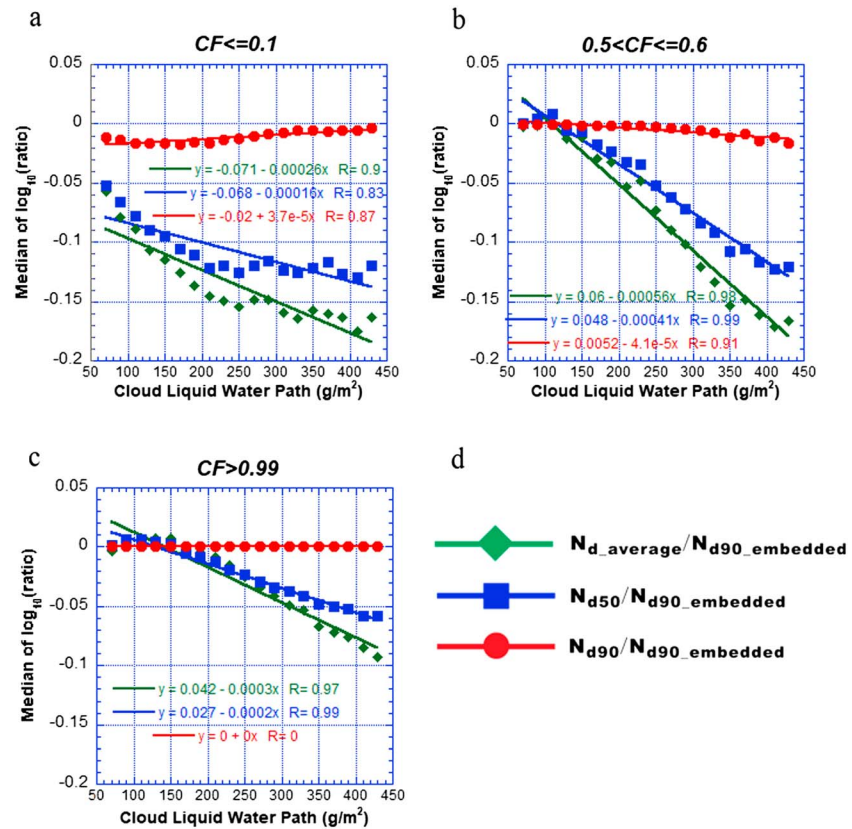 a
CF<=0.1
0.05
0
-0.05
-0.1
-0.15
-0.2
Median of log10(ratio)
y = -0.071 - 0.00026x R= 0.9
y = -0.068 - 0.00016x R= 0.83
y = -0.02 + 3.7e-5x R= 0.87
50 100 150 200 250 300 350 400 450
Cloud Liquid Water Path (g/m²)
b
0.5<CF<=0.6
0.05
0
-0.05
-0.1
-0.15
-0.2
Median of log10(ratio)
y = 0.06 - 0.00056x R= 0.98
y = 0.048 - 0.00041x R= 0.99
y = 0.0052 - 4.1e-5x R= 0.91
50 100 150 200 250 300 350 400 450
Cloud Liquid Water Path (g/m²)
c
CF>0.99
0.05
0
-0.05
-0.1
-0.15
-0.2
Median of log10(ratio)
y = 0.042 - 0.0003x R= 0.97
y = 0.027 - 0.0002x R= 0.99
y = 0 + 0x R= 0
50 100 150 200 250 300 350 400 450
Cloud Liquid Water Path (g/m²)
d
Nd_average/Nd90_embedded
Nd50/Nd90_embedded
Nd90/Nd90_embedded